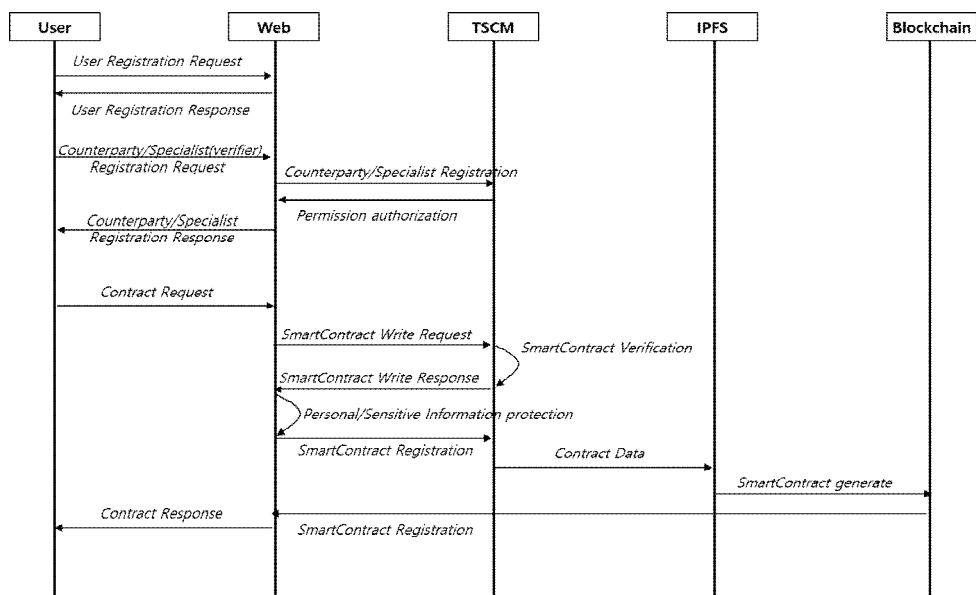 User Web TSCM IPFS Blockchain
User Registration Request
User Registration Response
Counterparty/Specialist(verifier)
Registration Request
Counterparty/Specialist Registration
Permission authorization
Counterparty/Specialist
Registration Response
Contract Request
SmartContract Write Request
SmartContract Verification
SmartContract Write Response
Personal/Sensitive Information protection
SmartContract Registration
Contract Data
SmartContract generate
Contract Response
SmartContract Registration